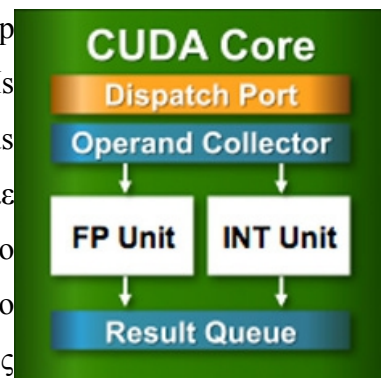 CUDA Core
Dispatch Port
Operand Collector
FP Unit INT Unit
Result Queue